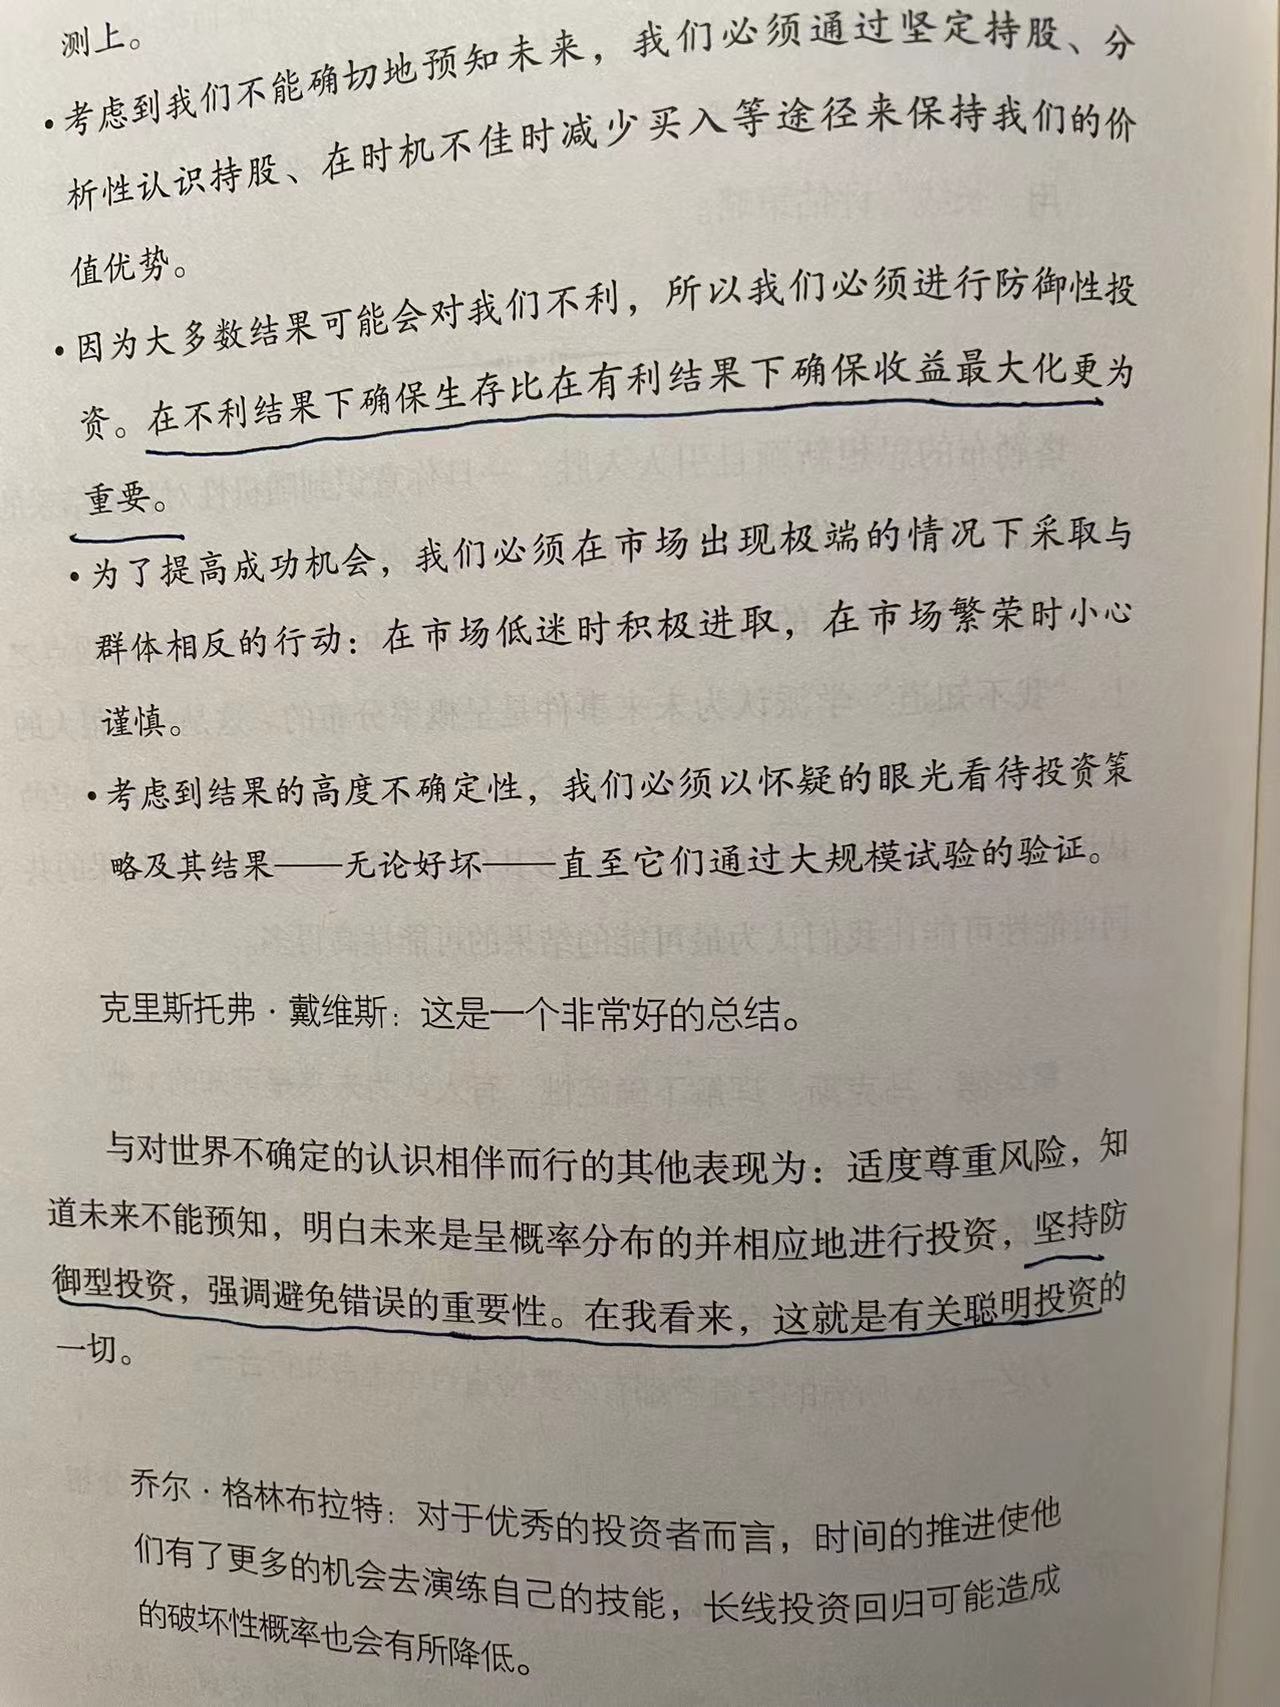 测上。
•考虑到我们不能确切地预知未来，我们必须通过坚定持股、分
析性认识持股、在时机不佳时减少买入等途径来保持我们的价
值优势。
•因为大多数结果可能会对我们不利，所以我们必须进行防御性投
资。在不利结果下确保生存比在有利结果下确保收益最大化更为
重要。
•为了提高成功机会，我们必须在市场出现极端的情况下采取与
群体相反的行动：在市场低迷时积极进取，在市场繁荣时小心
谨慎。
•考虑到结果的高度不确定性，我们必须以怀疑的眼光看待投资策
略及其结果——无论好坏——直至它们通过大规模试验的验证。
克里斯托弗·戴维斯：这是一个非常好的总结。
与对世界不确定的认识相伴而行的其他表现为：适度尊重风险，知
道未来不能预知，明白未来是呈概率分布的并相应地进行投资，坚持防
御型投资，强调避免错误的重要性。在我看来，这就是有关聪明投资的
一切。
乔尔·格林布拉特：对于优秀的投资者而言，时间的推进使他
们有了更多的机会去演练自己的技能，长线投资回归可能造成
的破坏性概率也会有所降低。